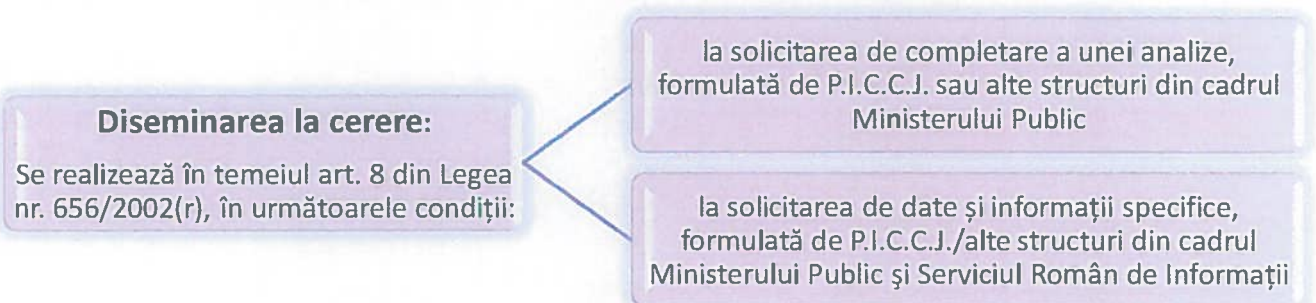 Diseminarea la cerere:
Se realizează în temeiul art. 8 din Legea
nr. 656/2002(r), în următoarele condiții:
la solicitarea de completare a unei analize,
formulată de P.I.C.C.J. sau alte structuri din cadrul
Ministerului Public
la solicitarea de date și informații specifice,
formulată de P.I.C.C.J./alte structuri din cadrul
Ministerului Public şi Serviciul Român de Informații